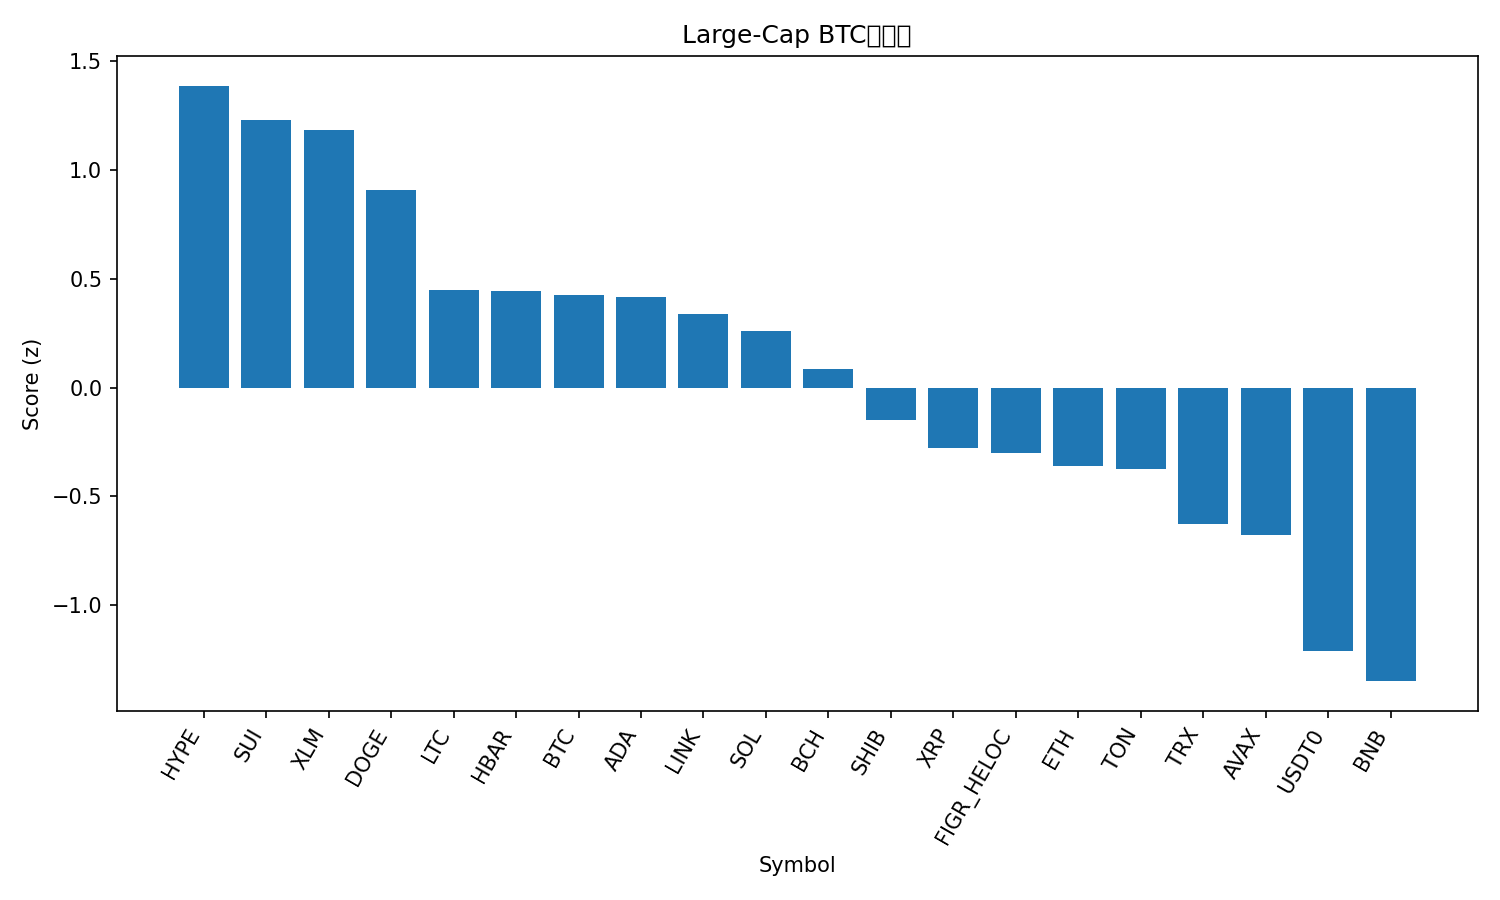 Large-Cap BTC
1.5
1.0
0.5
0.0
−0.5
−1.0
Score (z)
HYPE
SUI
XLM
DOGE
LTC
HBAR
BTC
ADA
LINK
SOL
BCH
SHIB
XRP
FIGR_HELOC
ETH
TON
TRX
AVAX
USDT0
BNB
Symbol